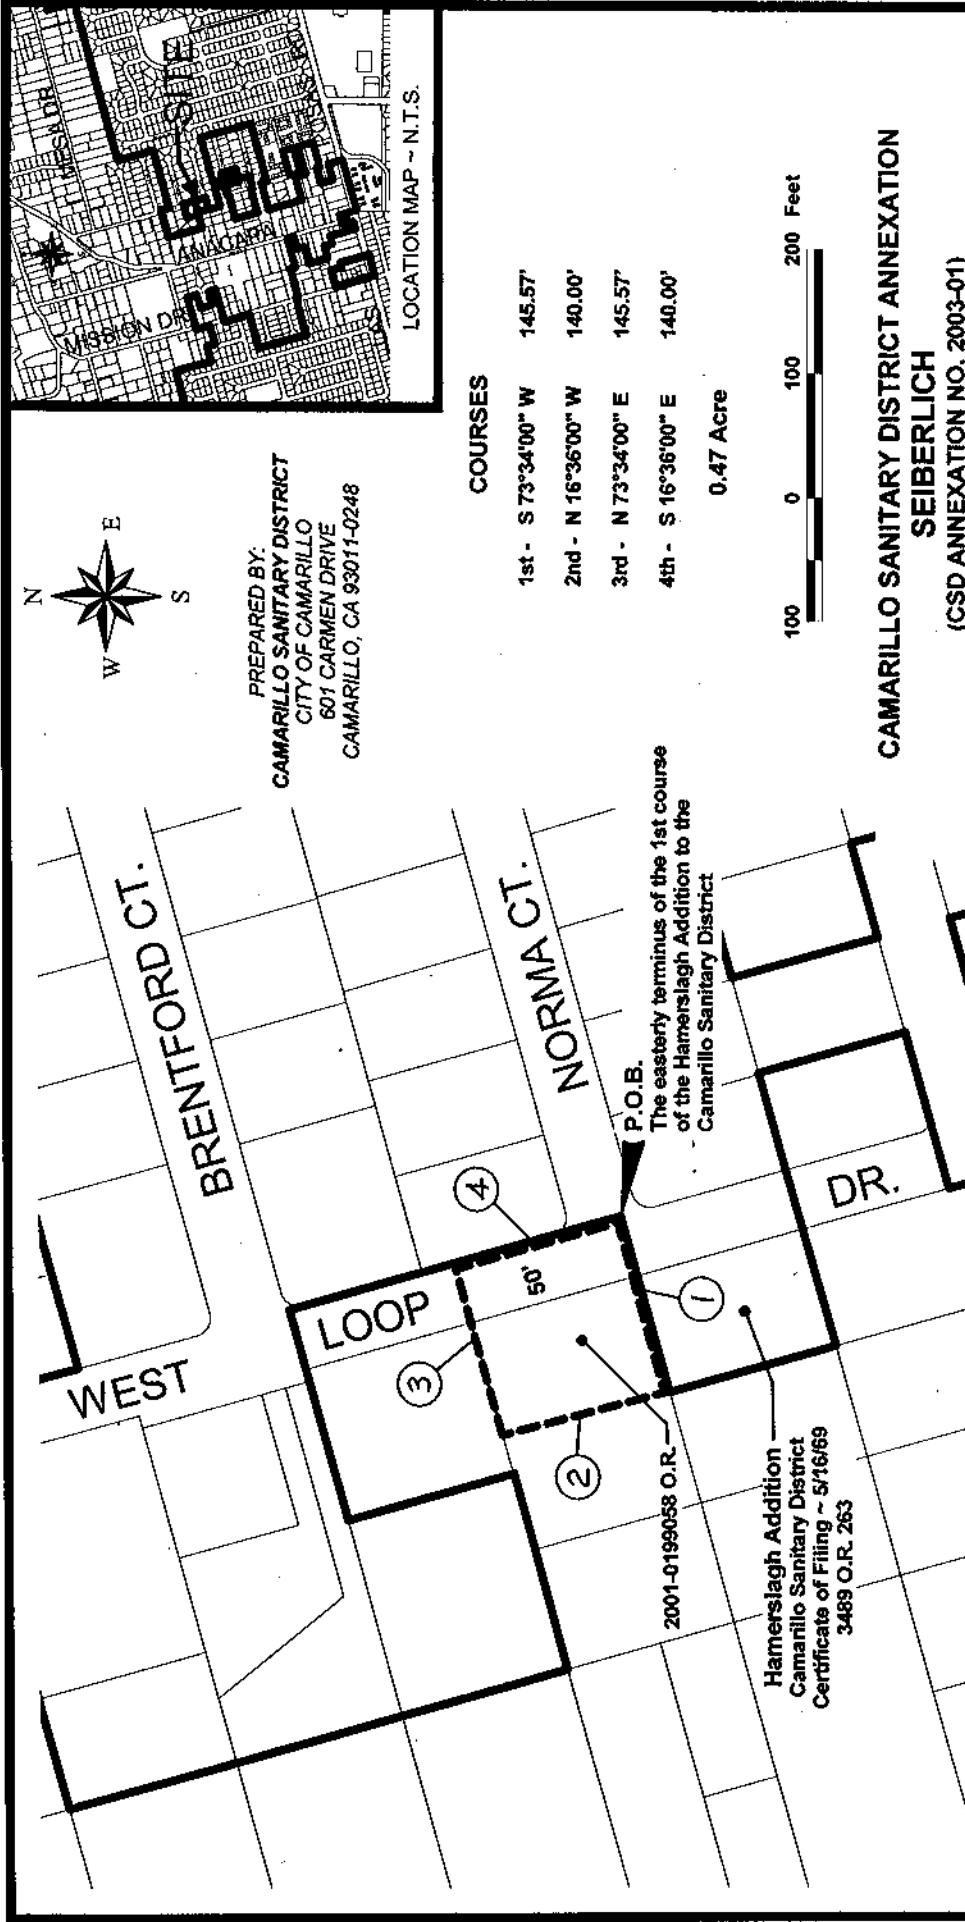 WEST
LOOP
DR.
BRENTFORD CT.
NORMA CT.
1
2
3
4
50'
2001-0199058 O.R.
Hamerslagh Addition
Camarillo Sanitary District
Certificate of Filing ~ 5/16/69
3489 O.R. 263
P.O.B.
The easterly terminus of the 1st course
of the Hamerslagh Addition to the
Camarillo Sanitary District
N
W E
S
PREPARED BY:
CAMARILLO SANITARY DISTRICT
CITY OF CAMARILLO
601 CARMEN DRIVE
CAMARILLO, CA 93011-0248
MESA DR
SITE
ANACAPA
MISSION DR
LOCATION MAP ~ N.T.S.
COURSES
1st - S 73°34'00" W 145.57'
2nd - N 16°36'00" W 140.00'
3rd - N 73°34'00" E 145.57'
4th - S 16°36'00" E 140.00'
0.47 Acre
100 0 100 200 Feet
CAMARILLO SANITARY DISTRICT ANNEXATION
SEIBERLICH
(CSD ANNEXATION NO. 2003-01)